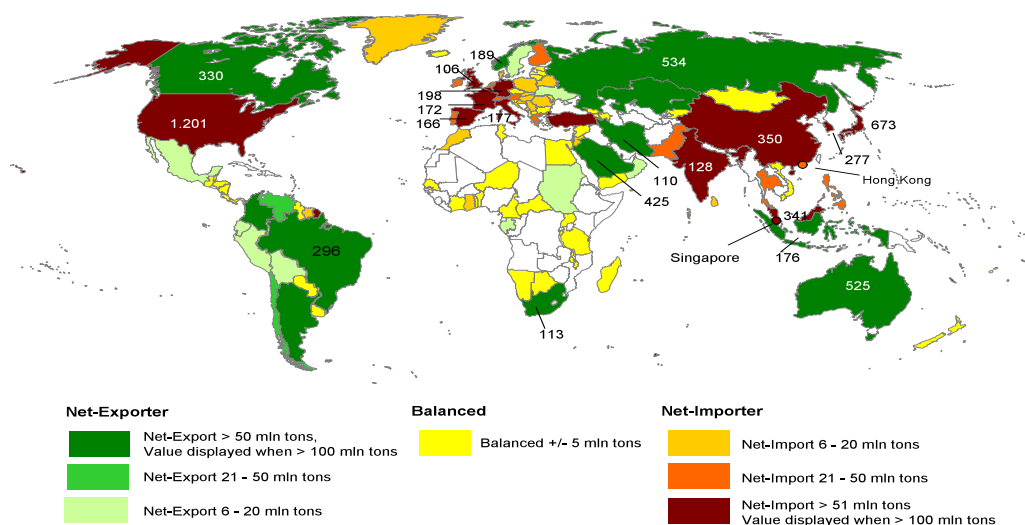 189
534
106
330
198
172
1.201
177
166
350
673
128
277
110
Hong Kong
425
341
296
Singapore
176
525
113
Net-Exporter
Net-Export > 50 mln tons,
Value displayed when > 100 mln tons
Net-Export 21 - 50 mln tons
Net-Export 6 - 20 mln tons
Balanced
Balanced +/- 5 mln tons
Net-Importer
Net-Import 6 - 20 mln tons
Net-Import 21 - 50 mln tons
Net-Import > 51 mln tons
Value displayed when > 100 mln tons